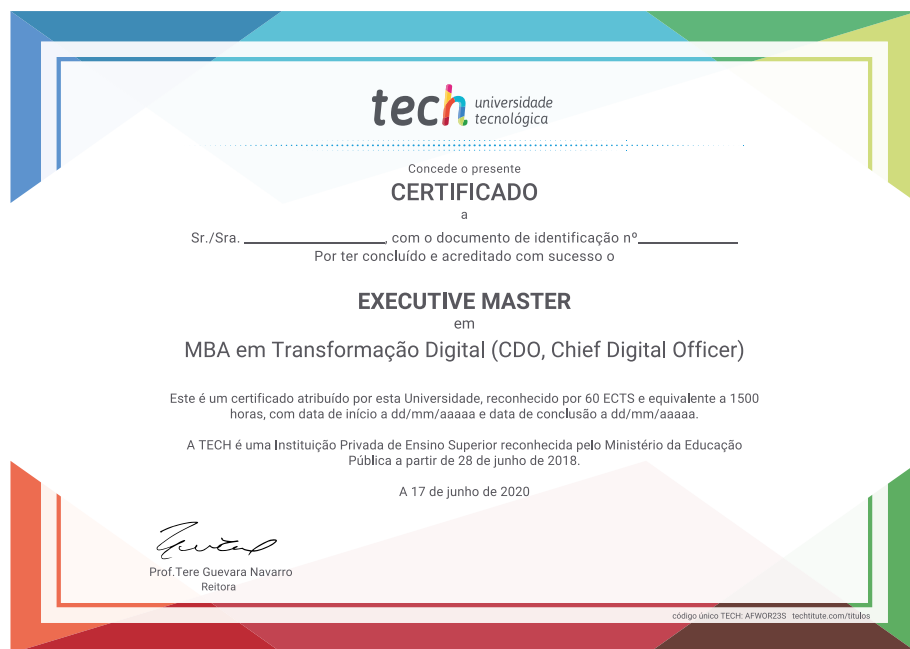 tech universidade
tecnológica
Concede o presente
CERTIFICADO
a
Sr./Sra. __________________, com o documento de identificação nº_____________
Por ter concluído e acreditado com sucesso o
EXECUTIVE MASTER
em
MBA em Transformação Digital (CDO, Chief Digital Officer)
Este é um certificado atribuído por esta Universidade, reconhecido por 60 ECTS e equivalente a 1500
horas, com data de início a dd/mm/aaaaa e data de conclusão a dd/mm/aaaaa.
A TECH é uma Instituição Privada de Ensino Superior reconhecida pelo Ministério da Educação
Pública a partir de 28 de junho de 2018.
A 17 de junho de 2020
Prof.Tere Guevara Navarro
Reitora
código único TECH: AFWOR23S techtitute.com/titulos